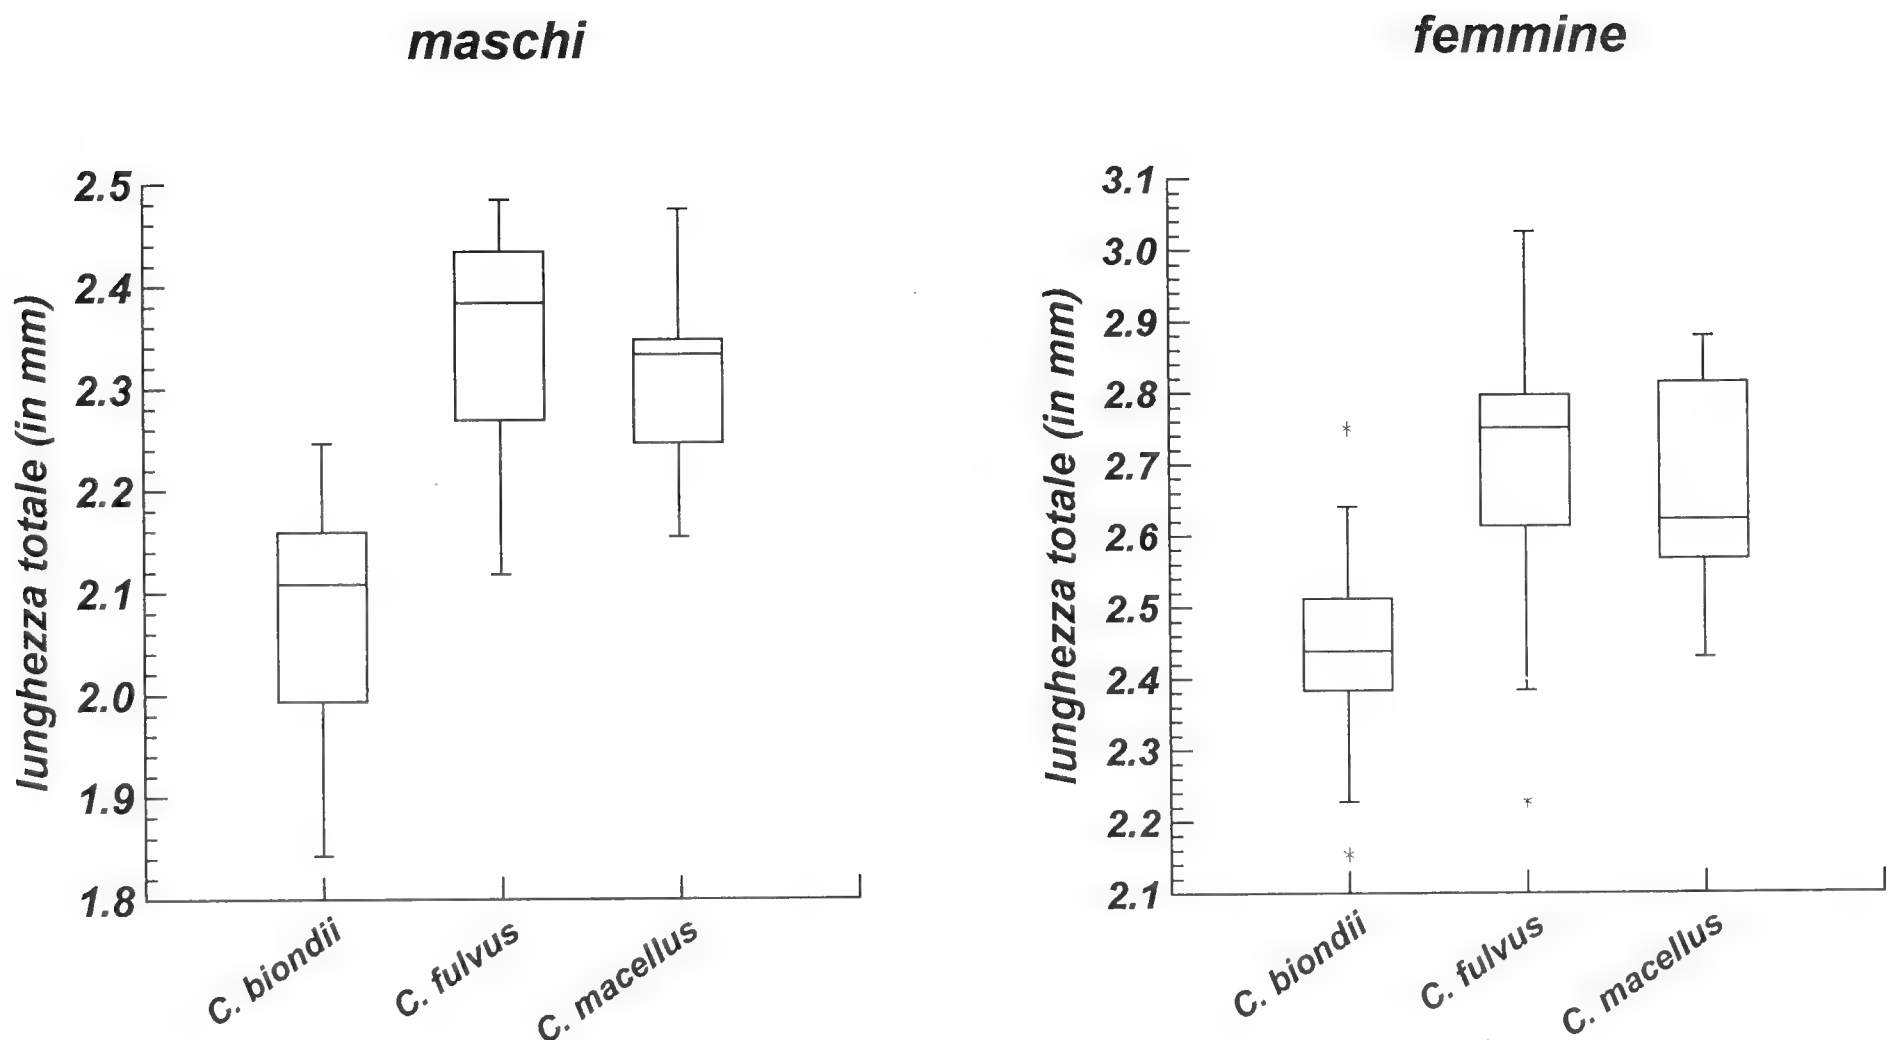 maschi
lunghezza totale (in mm)
2.5
2.4
2.3
2.2
2.1
2.0
1.9
1.8
C. biondii
C. fulvus
C. macellus
femmine
lunghezza totale (in mm)
3.1
3.0
2.9
2.8
2.7
2.6
2.5
2.4
2.3
2.2
2.1
C. biondii
C. fulvus
C. macellus